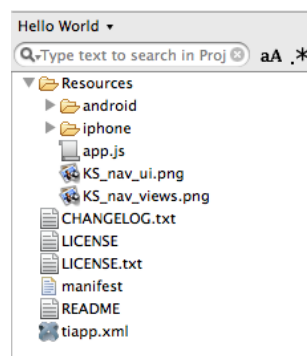 Hello World
Type text to search in Proj
aA .*
Resources
android
iphone
app.js
KS_nav_ui.png
KS_nav_views.png
CHANGELOG.txt
LICENSE
LICENSE.txt
manifest
README
tiapp.xml